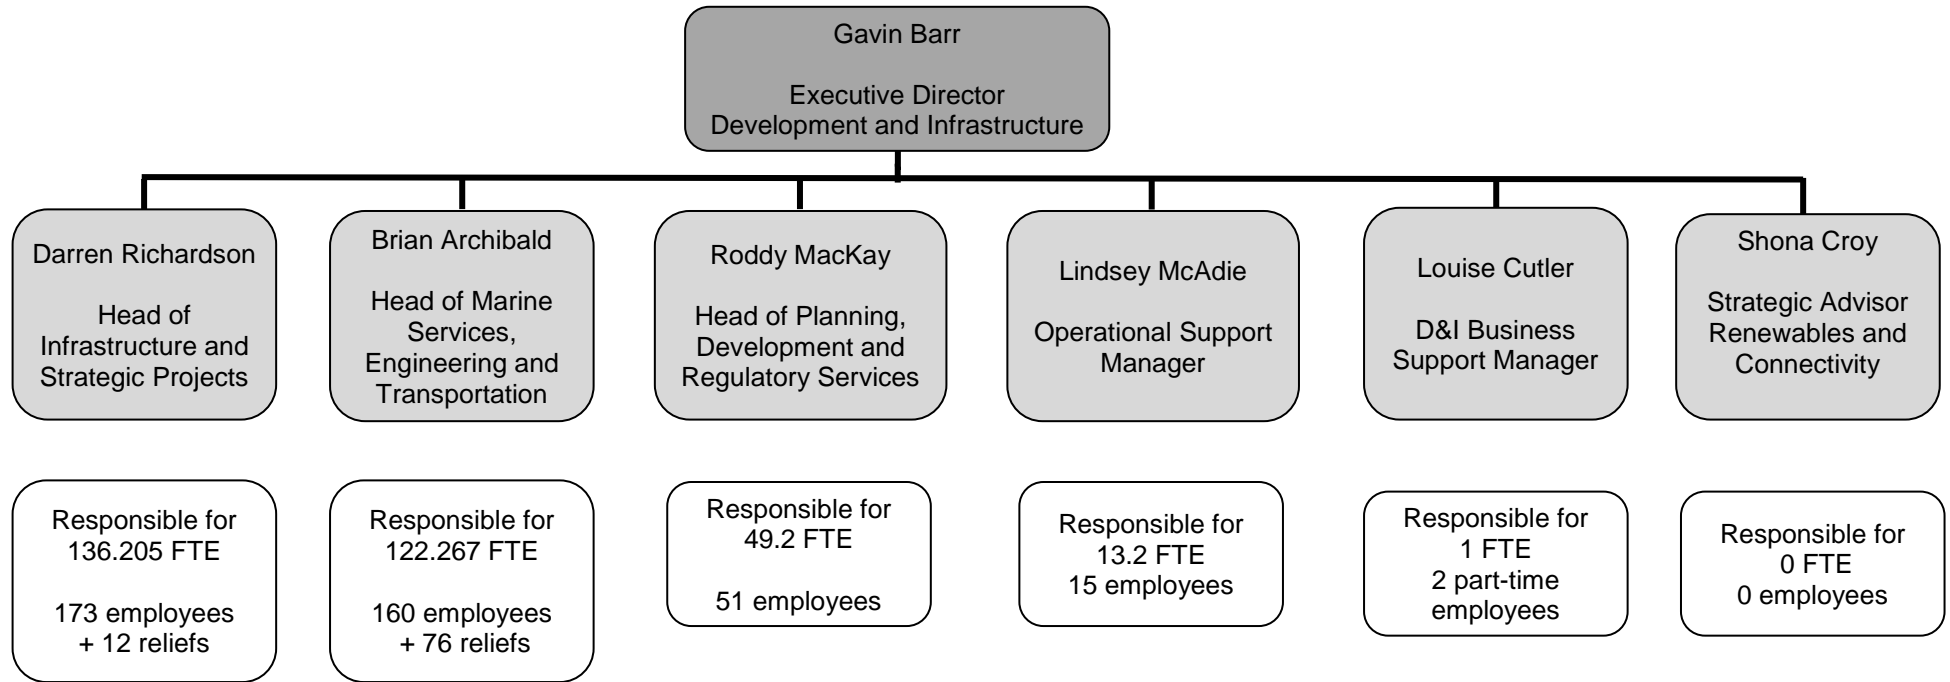 Gavin Barr
Executive Director
Development and Infrastructure
Darren Richardson
Head of
Infrastructure and
Strategic Projects
Brian Archibald
Head of Marine
Services,
Engineering and
Transportation
Roddy MacKay
Head of Planning,
Development and
Regulatory Services
Lindsey McAdie
Operational Support
Manager
Louise Cutler
D&I Business
Support Manager
Shona Croy
Strategic Advisor
Renewables and
Connectivity
Responsible for
136.205 FTE
173 employees
+ 12 reliefs
Responsible for
122.267 FTE
160 employees
+ 76 reliefs
Responsible for
49.2 FTE
51 employees
Responsible for
13.2 FTE
15 employees
Responsible for
1 FTE
2 part-time
employees
Responsible for
0 FTE
0 employees